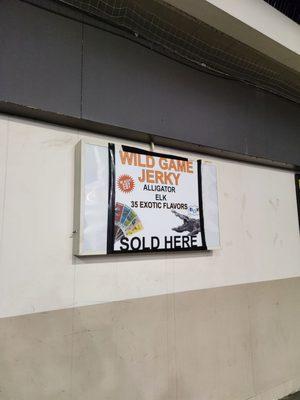 WILD GAME
JERKY
ALLIGATOR
ELK
35 EXOTIC FLAVORS
SOLD HERE